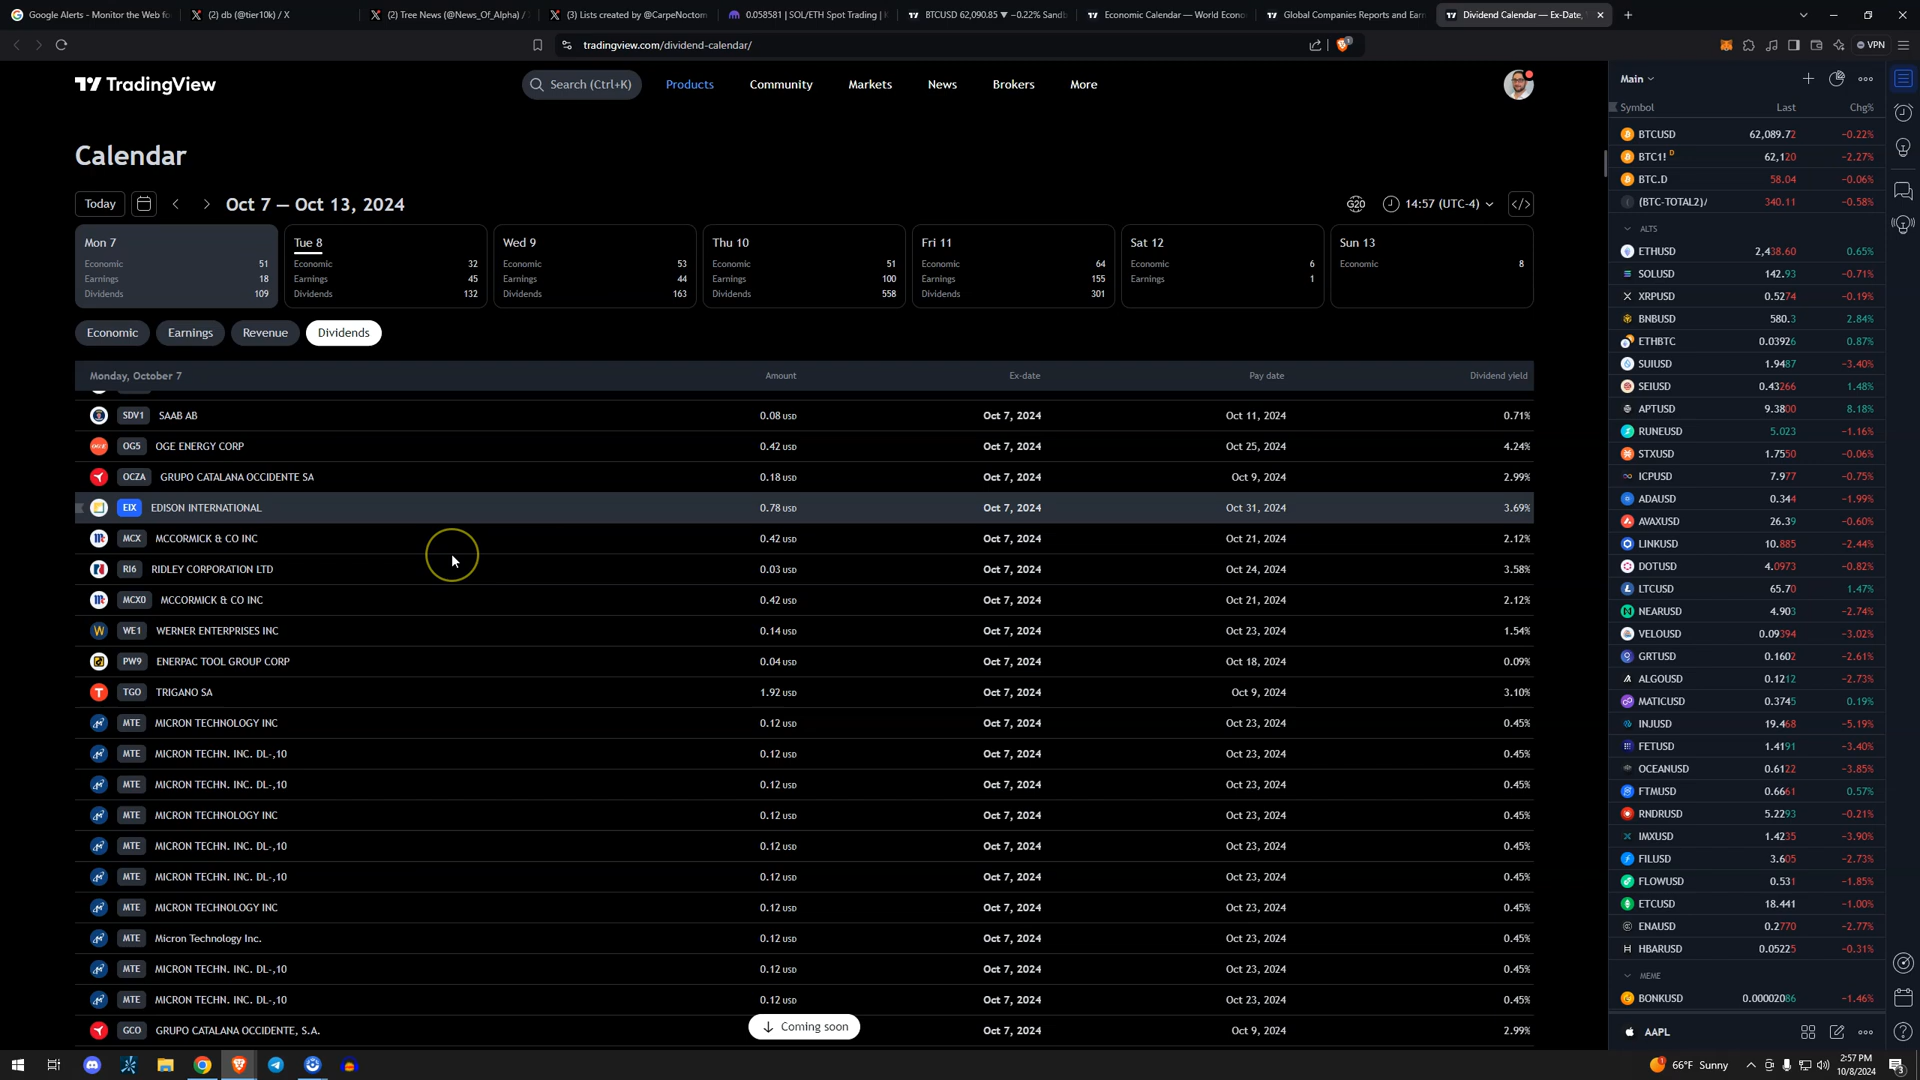 Google Alerts - Monitor the Web fo
(2) db (@tier10k) / X
(2) Tree News (@News_Of_Alpha) /
(3) Lists created by @CarpeNoctom
0.058581 | SOL/ETH Spot Trading |
BTCUSD 62,090.85 ▼ −0.22% Sandb
Economic Calendar — World Econo
Global Companies Reports and Earn
Dividend Calendar — Ex-Date,
tradingview.com/dividend-calendar/
VPN
TradingView
Search (Ctrl+K)
Products
Community
Markets
News
Brokers
More
Calendar
Today
Oct 7 — Oct 13, 2024
G20
14:57 (UTC-4)
Mon 7
Economic 51
Earnings 18
Dividends 109
Tue 8
Economic 32
Earnings 45
Dividends 132
Wed 9
Economic 53
Earnings 44
Dividends 163
Thu 10
Economic 51
Earnings 100
Dividends 558
Fri 11
Economic 64
Earnings 155
Dividends 301
Sat 12
Economic 6
Earnings 1
Sun 13
Economic 8
Economic
Earnings
Revenue
Dividends
Monday, October 7 Amount Ex-date Pay date Dividend yield
SDV1 SAAB AB 0.08 USD Oct 7, 2024 Oct 11, 2024 0.71%
OG5 OGE ENERGY CORP 0.42 USD Oct 7, 2024 Oct 25, 2024 4.24%
OCZA GRUPO CATALANA OCCIDENTE SA 0.18 USD Oct 7, 2024 Oct 9, 2024 2.99%
EIX EDISON INTERNATIONAL 0.78 USD Oct 7, 2024 Oct 31, 2024 3.69%
MCX MCCORMICK & CO INC 0.42 USD Oct 7, 2024 Oct 21, 2024 2.12%
RI6 RIDLEY CORPORATION LTD 0.03 USD Oct 7, 2024 Oct 24, 2024 3.58%
MCX0 MCCORMICK & CO INC 0.42 USD Oct 7, 2024 Oct 21, 2024 2.12%
WE1 WERNER ENTERPRISES INC 0.14 USD Oct 7, 2024 Oct 23, 2024 1.54%
PW9 ENERPAC TOOL GROUP CORP 0.04 USD Oct 7, 2024 Oct 18, 2024 0.09%
TGO TRIGANO SA 1.92 USD Oct 7, 2024 Oct 9, 2024 3.10%
MTE MICRON TECHNOLOGY INC 0.12 USD Oct 7, 2024 Oct 23, 2024 0.45%
MTE MICRON TECHN. INC. DL-,10 0.12 USD Oct 7, 2024 Oct 23, 2024 0.45%
MTE MICRON TECHN. INC. DL-,10 0.12 USD Oct 7, 2024 Oct 23, 2024 0.45%
MTE MICRON TECHNOLOGY INC 0.12 USD Oct 7, 2024 Oct 23, 2024 0.45%
MTE MICRON TECHN. INC. DL-,10 0.12 USD Oct 7, 2024 Oct 23, 2024 0.45%
MTE MICRON TECHN. INC. DL-,10 0.12 USD Oct 7, 2024 Oct 23, 2024 0.45%
MTE MICRON TECHNOLOGY INC 0.12 USD Oct 7, 2024 Oct 23, 2024 0.45%
MTE Micron Technology Inc. 0.12 USD Oct 7, 2024 Oct 23, 2024 0.45%
MTE MICRON TECHN. INC. DL-,10 0.12 USD Oct 7, 2024 Oct 23, 2024 0.45%
MTE MICRON TECHN. INC. DL-,10 0.12 USD Oct 7, 2024 Oct 23, 2024 0.45%
GCO GRUPO CATALANA OCCIDENTE, S.A. Oct 7, 2024 Oct 9, 2024 2.99%
Coming soon
Main
Symbol Last Chg%
BTCUSD 62,089.72 −0.22%
BTC1! D 62,120 −2.27%
BTC.D 58.04 −0.06%
(BTC-TOTAL2)/ 340.11 −0.58%
ALTS
ETHUSD 2,438.60 0.65%
SOLUSD 142.93 −0.71%
XRPUSD 0.5274 −0.19%
BNBUSD 580.3 2.84%
ETHBTC 0.03926 0.87%
SUIUSD 1.9487 −3.40%
SEIUSD 0.43266 1.48%
APTUSD 9.3800 8.18%
RUNEUSD 5.023 −1.16%
STXUSD 1.7550 −0.06%
ICPUSD 7.977 −0.75%
ADAUSD 0.344 −1.99%
AVAXUSD 26.39 −0.60%
LINKUSD 10.885 −2.44%
DOTUSD 4.0973 −0.82%
LTCUSD 65.70 1.47%
NEARUSD 4.903 −2.74%
VELOUSD 0.09394 −3.02%
GRTUSD 0.1602 −2.61%
ALGOUSD 0.1212 −2.73%
MATICUSD 0.3745 0.19%
INJUSD 19.468 −5.19%
FETUSD 1.4191 −3.40%
OCEANUSD 0.6122 −3.85%
FTMUSD 0.6661 0.57%
RNDRUSD 5.2293 −0.21%
IMXUSD 1.4235 −3.90%
FILUSD 3.605 −2.73%
FLOWUSD 0.531 −1.85%
ETCUSD 18.441 −1.00%
ENAUSD 0.2770 −2.77%
HBARUSD 0.05225 −0.31%
MEME
BONKUSD 0.00002086 −1.46%
AAPL
66°F Sunny
2:57 PM
10/8/2024